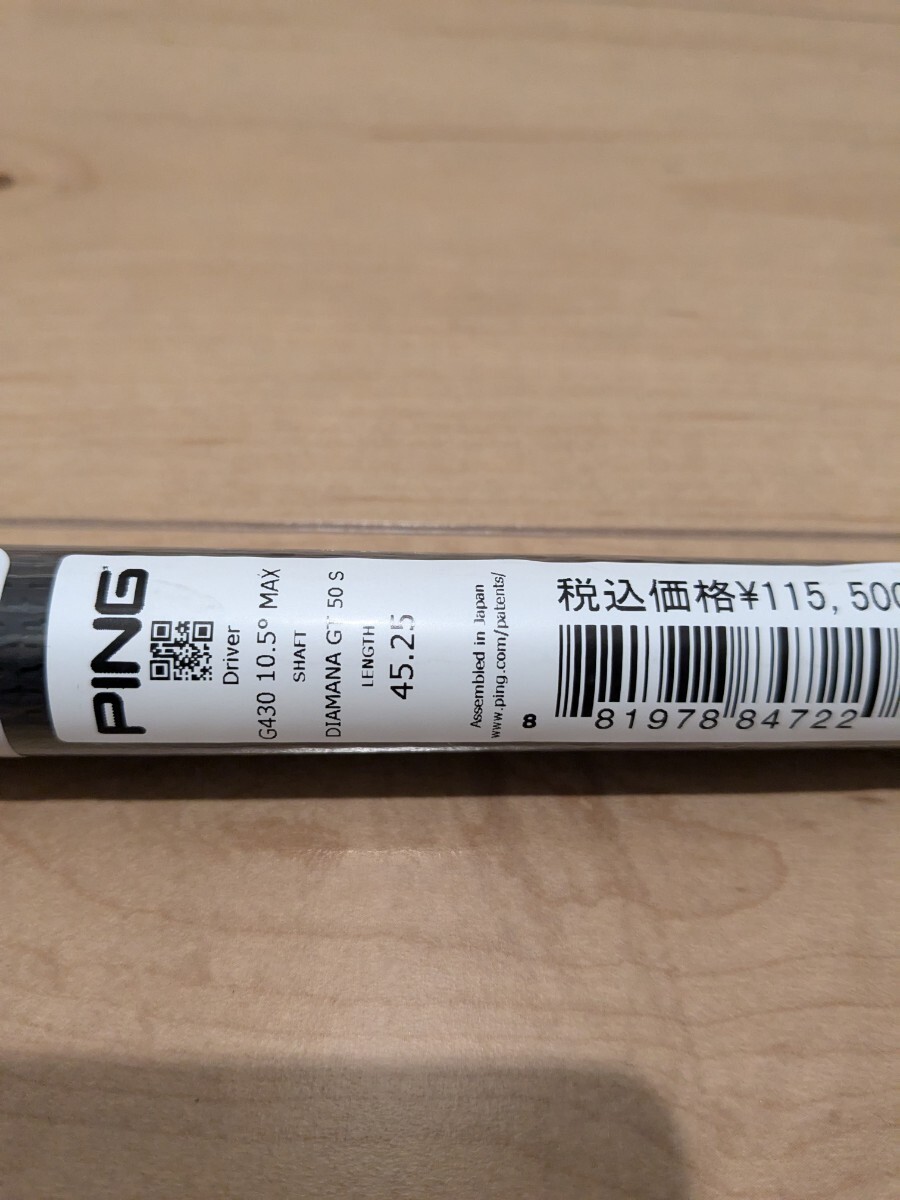 PING
Driver
G430 10.5° MAX
SHAFT
DIAMANA GT 50 S
LENGTH
45.25
Assembled in Japan
www.ping.com/patents/
税込価格¥115,500
8 81978 84722